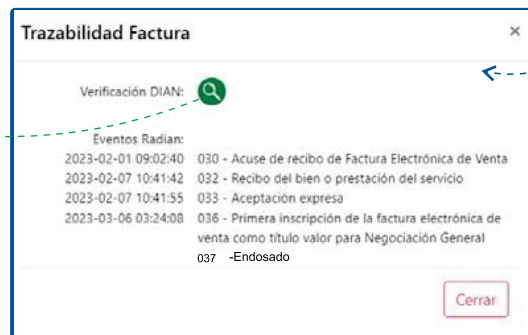 Trazabilidad Factura ×
Verificación DIAN:
Eventos Radian:
2023-02-01 09:02:40 030 - Acuse de recibo de Factura Electrónica de Venta
2023-02-07 10:41:42 032 - Recibo del bien o prestación del servicio
2023-02-07 10:41:55 033 - Aceptación expresa
2023-03-06 03:24:08 036 - Primera inscripción de la factura electrónica de
venta como título valor para Negociación General
037 -Endosado
Cerrar